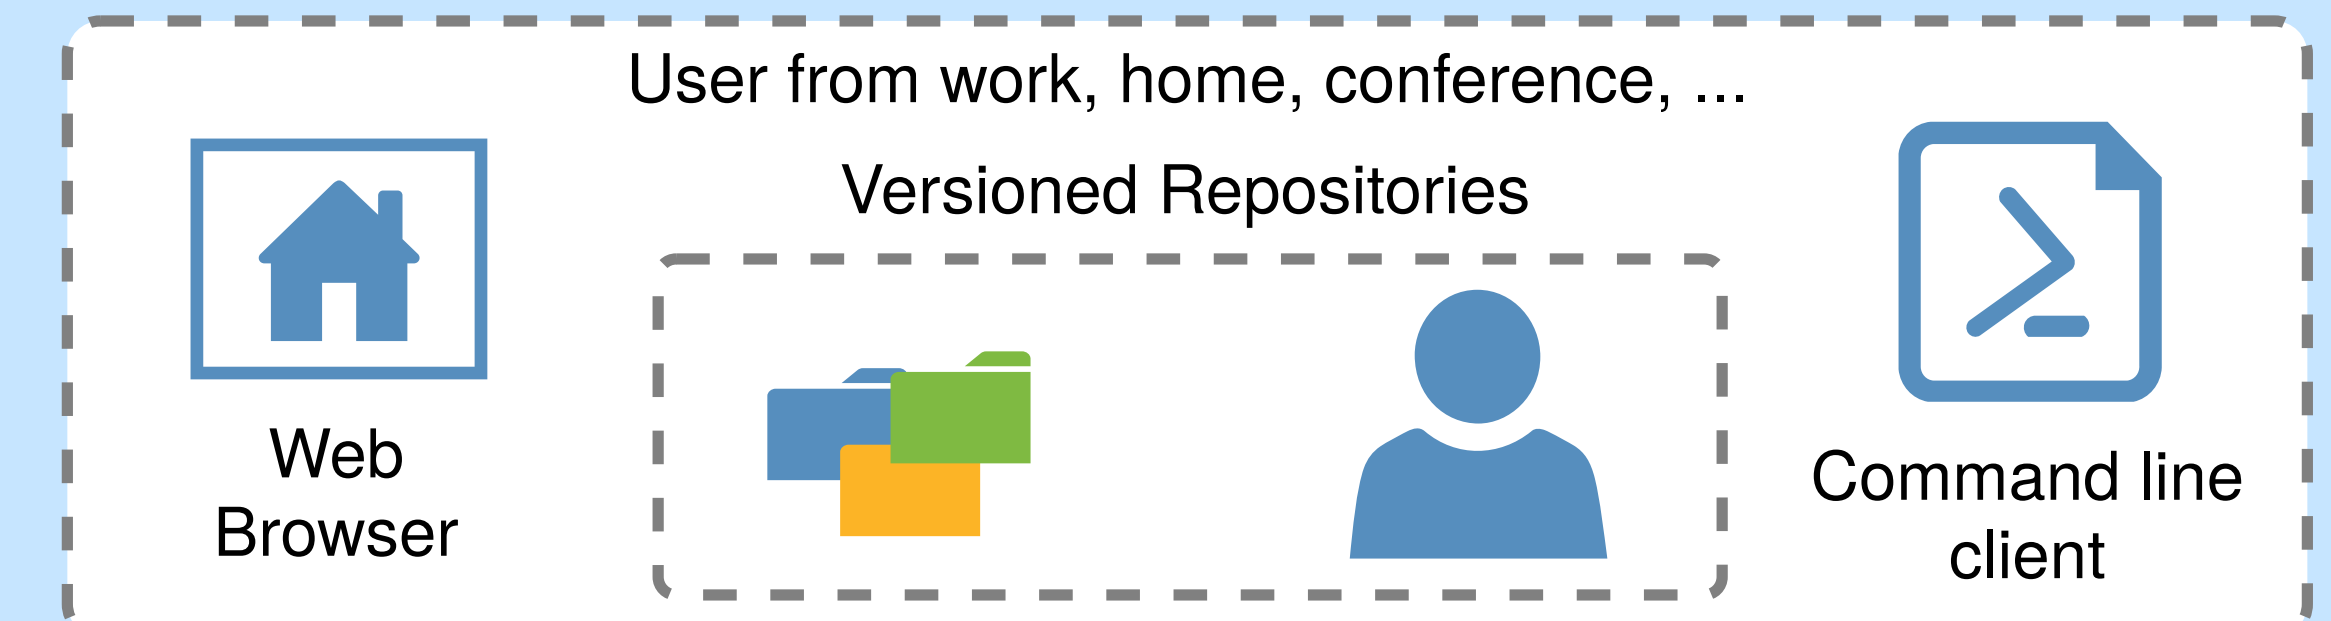 User from work, home, conference, ...
Versioned Repositories
Web
Browser
Command line
client